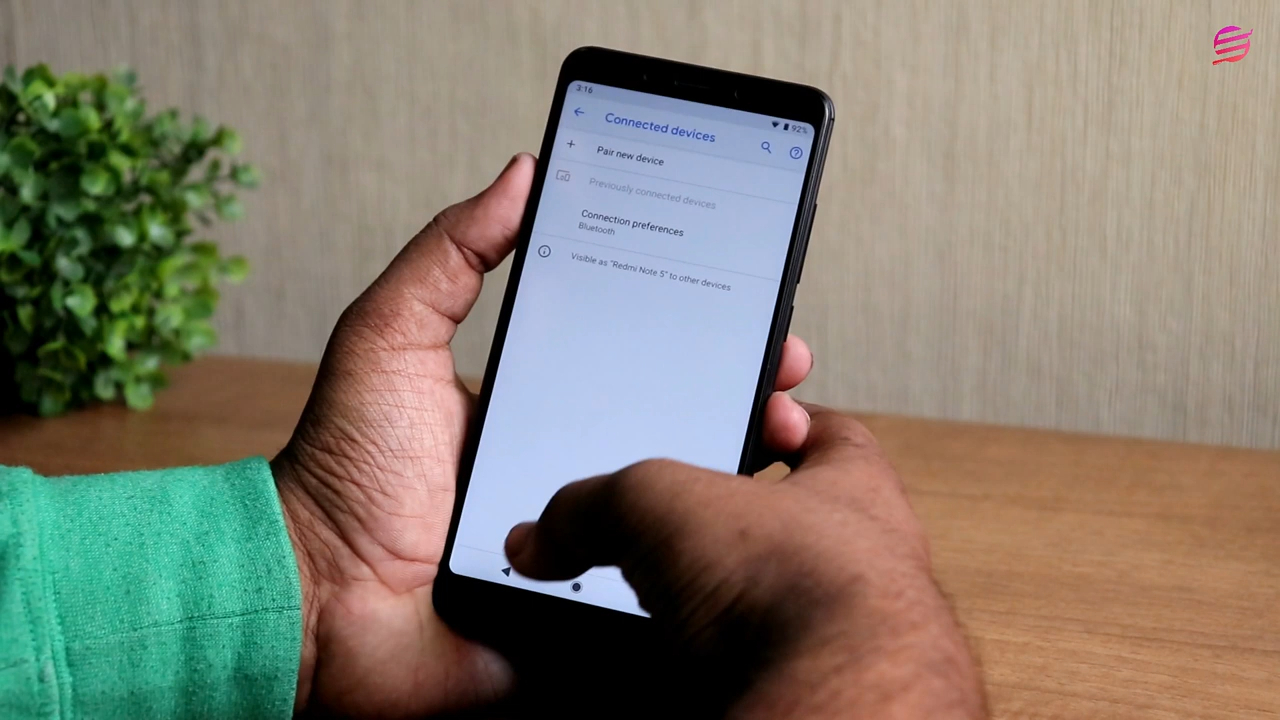 3:16
92%
Connected devices
Pair new device
Previously connected devices
Connection preferences
Bluetooth
Visible as "Redmi Note 5" to other devices